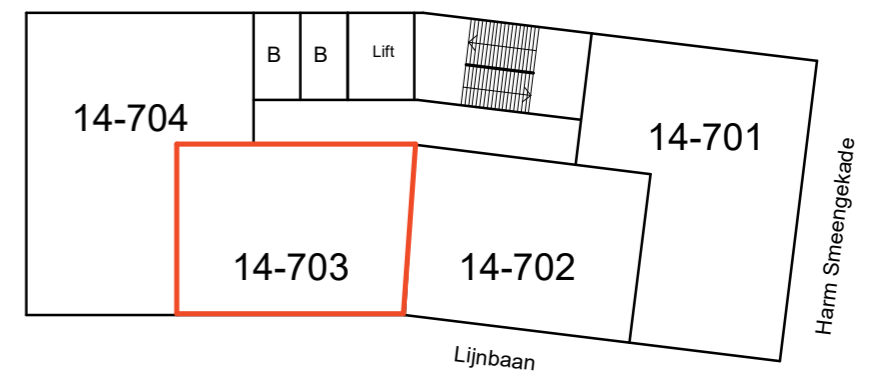 B
B
Lift
14-704
14-701
14-703
14-702
Harm Smeengekade
Lijnbaan